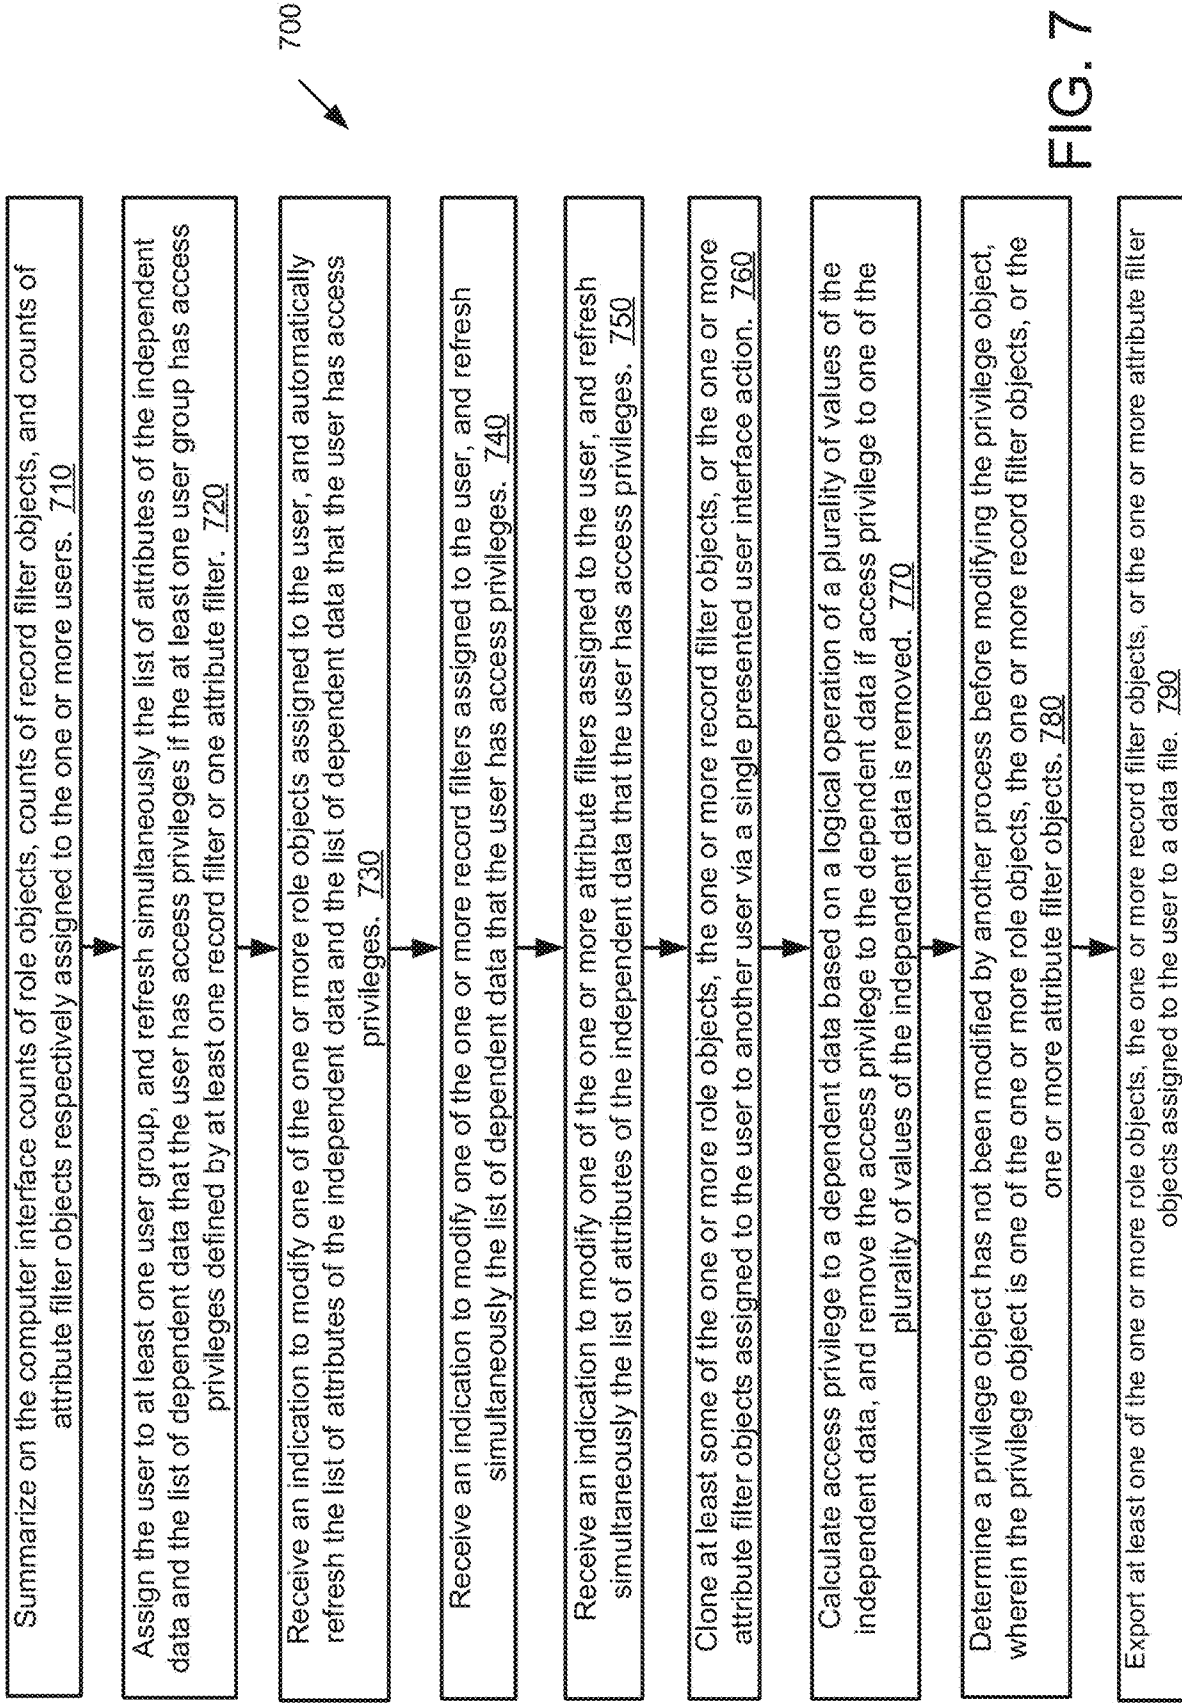 700
Summarize on the computer interface counts of role objects, counts of record filter objects, and counts of
attribute filter objects respectively assigned to the one or more users. 710
Assign the user to at least one user group, and refresh simultaneously the list of attributes of the independent
data and the list of dependent data that the user has access privileges if the at least one user group has access
privileges defined by at least one record filter or one attribute filter. 720
Receive an indication to modify one of the one or more role objects assigned to the user, and automatically
refresh the list of attributes of the independent data and the list of dependent data that the user has access
privileges. 730
Receive an indication to modify one of the one or more record filters assigned to the user, and refresh
simultaneously the list of dependent data that the user has access privileges. 740
Receive an indication to modify one of the one or more attribute filters assigned to the user, and refresh
simultaneously the list of attributes of the independent data that the user has access privileges. 750
Clone at least some of the one or more role objects, the one or more record filter objects, or the one or more
attribute filter objects assigned to the user to another user via a single presented user interface action. 760
Calculate access privilege to a dependent data based on a logical operation of a plurality of values of the
independent data, and remove the access privilege to the dependent data if access privilege to one of the
plurality of values of the independent data is removed. 770
Determine a privilege object has not been modified by another process before modifying the privilege object,
wherein the privilege object is one of the one or more role objects, the one or more record filter objects, or the
one or more attribute filter objects. 780
Export at least one of the one or more role objects, the one or more record filter objects, or the one or more attribute filter
objects assigned to the user to a data file. 790
FIG. 7